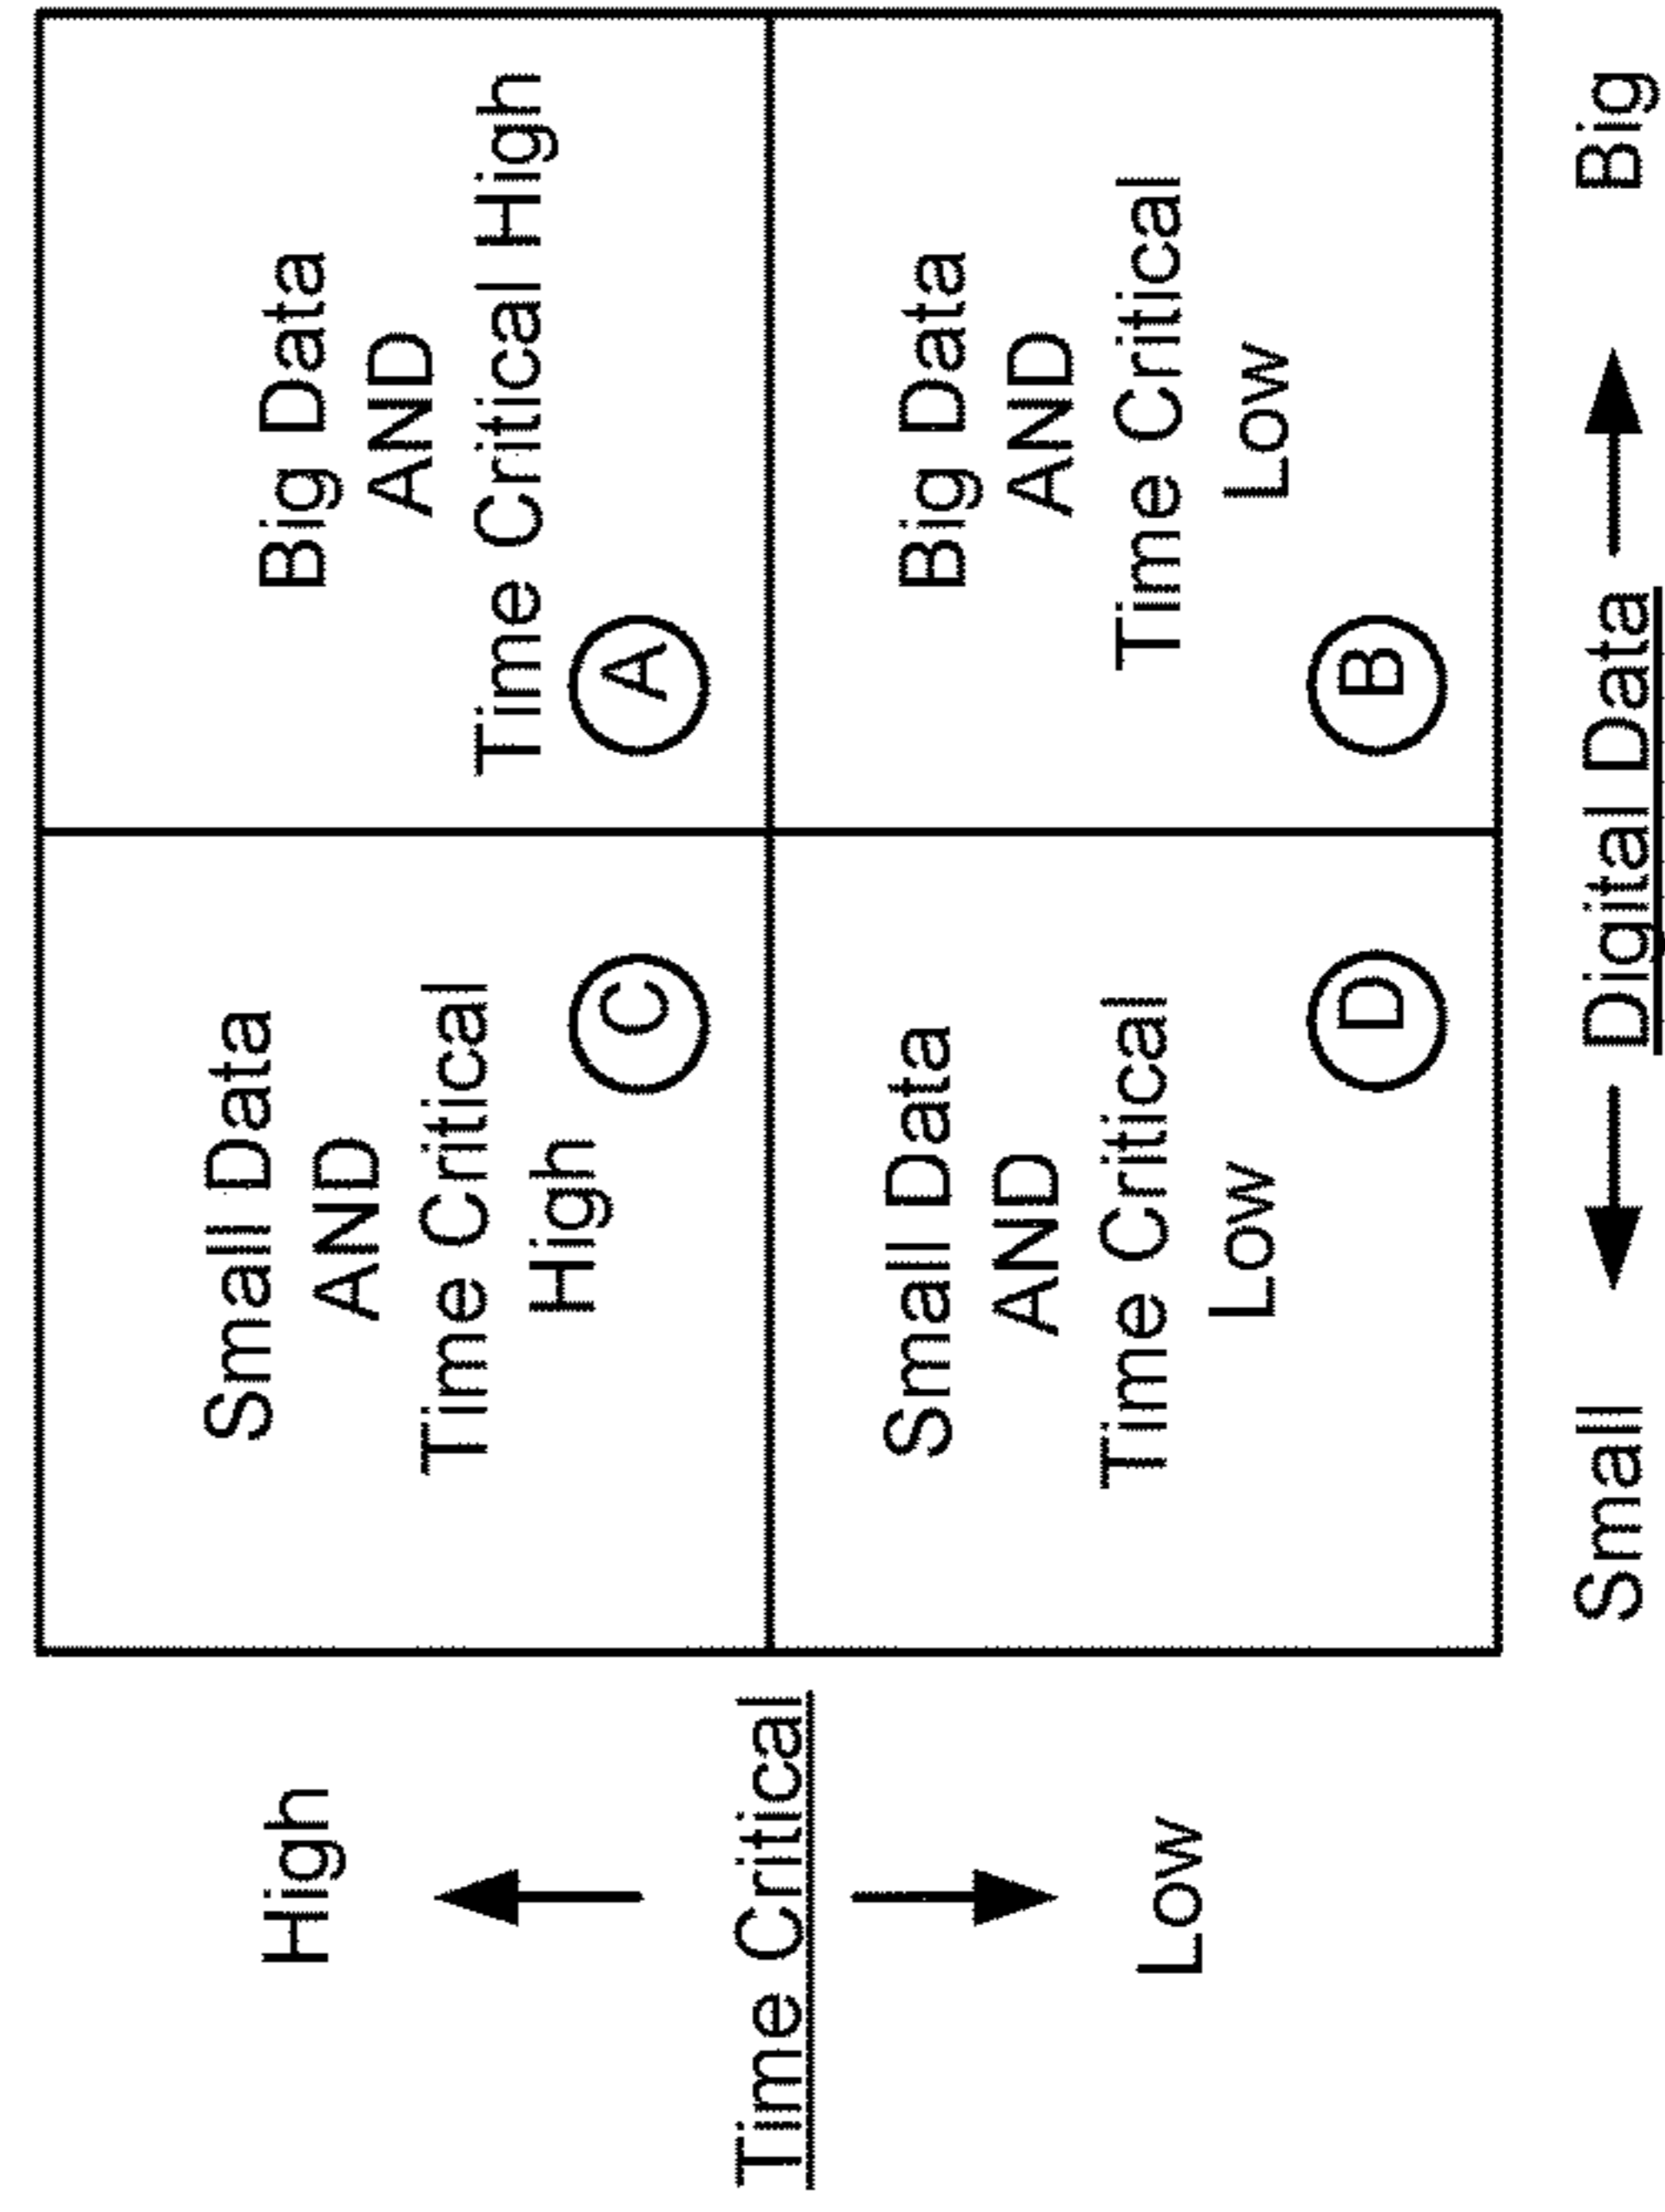 High
Time Critical
Low
Small Data
AND
Time Critical
High
C
Big Data
AND
Time Critical High
A
Small Data
AND
Time Critical
Low
D
Big Data
AND
Time Critical
Low
B
Small
Digital Data
Big